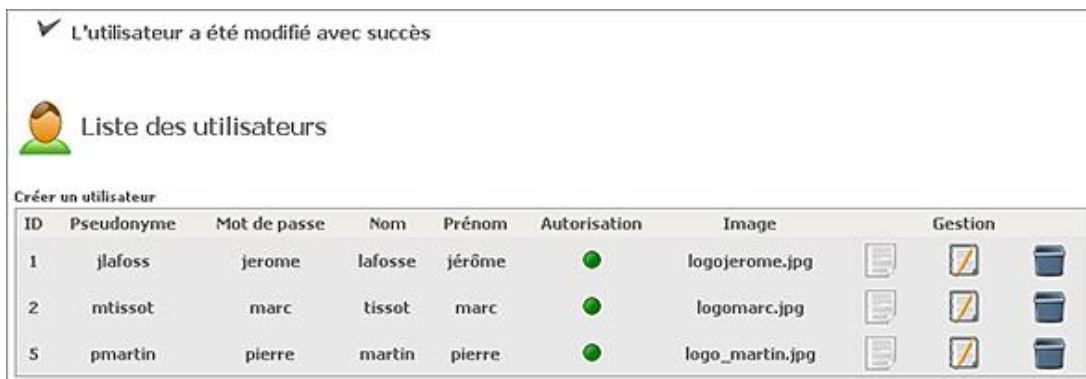 L'utilisateur a été modifié avec succès
Liste des utilisateurs
Créer un utilisateur
ID Pseudonyme Mot de passe Nom Prénom Autorisation Image Gestion
1 jlafoss jerome lafosse jérôme logojerome.jpg
2 mtissot marc tissot marc logomarc.jpg
5 pmartin pierre martin pierre logo_martin.jpg